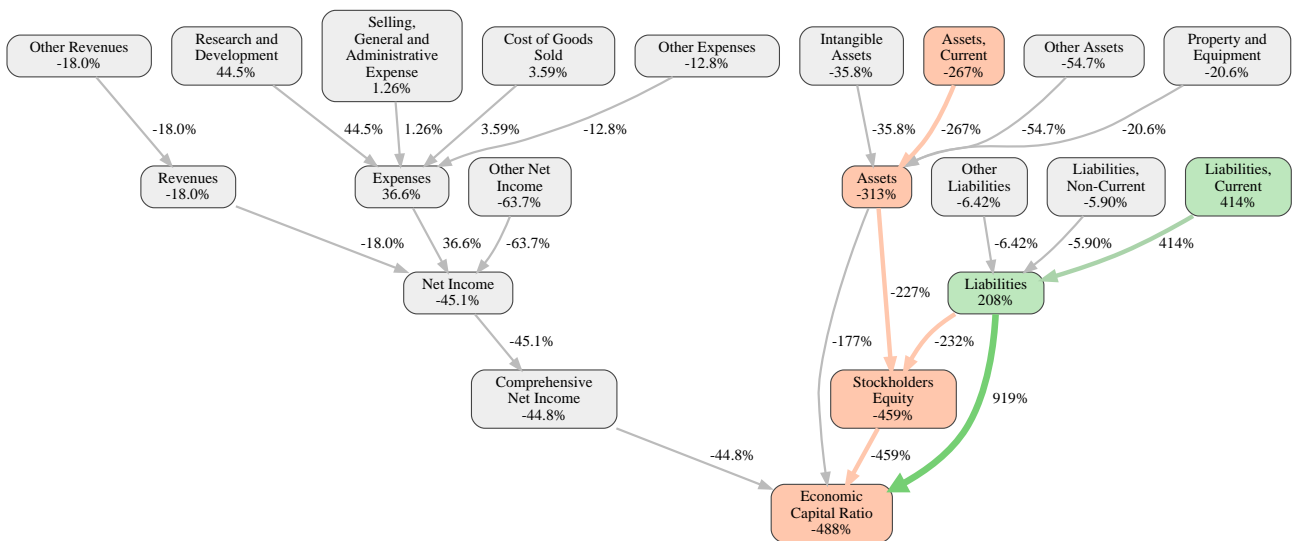 Other Revenues
-18.0%
Research and
Development
44.5%
Selling,
General and
Administrative
Expense
1.26%
Cost of Goods
Sold
3.59%
Other Expenses
-12.8%
Intangible
Assets
-35.8%
Assets,
Current
-267%
Other Assets
-54.7%
Property and
Equipment
-20.6%
-18.0%
44.5%
1.26%
3.59%
-12.8%
-35.8%
-267%
-54.7%
-20.6%
Revenues
-18.0%
Expenses
36.6%
Other Net
Income
-63.7%
Assets
-313%
Other
Liabilities
-6.42%
Liabilities,
Non-Current
-5.90%
Liabilities,
Current
414%
-18.0%
36.6%
-63.7%
-6.42%
-5.90%
414%
Net Income
-45.1%
Liabilities
208%
-227%
-45.1%
-177%
-232%
Comprehensive
Net Income
-44.8%
Stockholders
Equity
-459%
919%
-44.8%
-459%
Economic
Capital Ratio
-488%